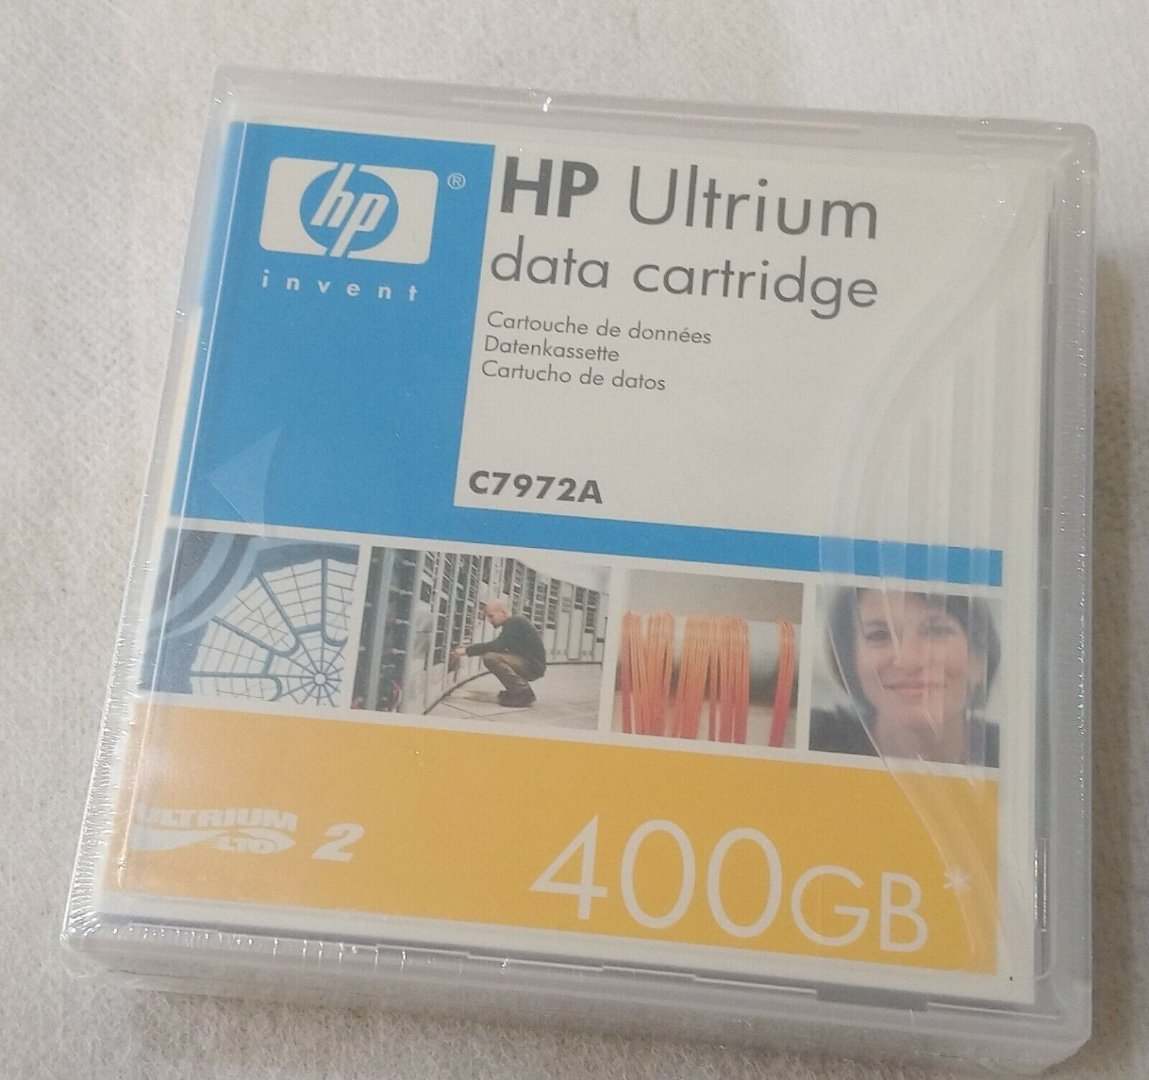 hp®
invent
HP Ultrium
data cartridge
Cartouche de données
Datenkassette
Cartucho de datos
C7972A
ULTRIUM
LTO 2
400GB*